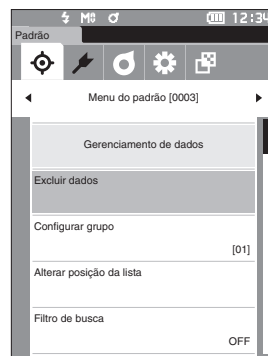 12:34
Padrão
Menu do padrão [0003]
Gerenciamento de dados
Excluir dados
Configurar grupo
[01]
Alterar posição da lista
Filtro de busca
OFF